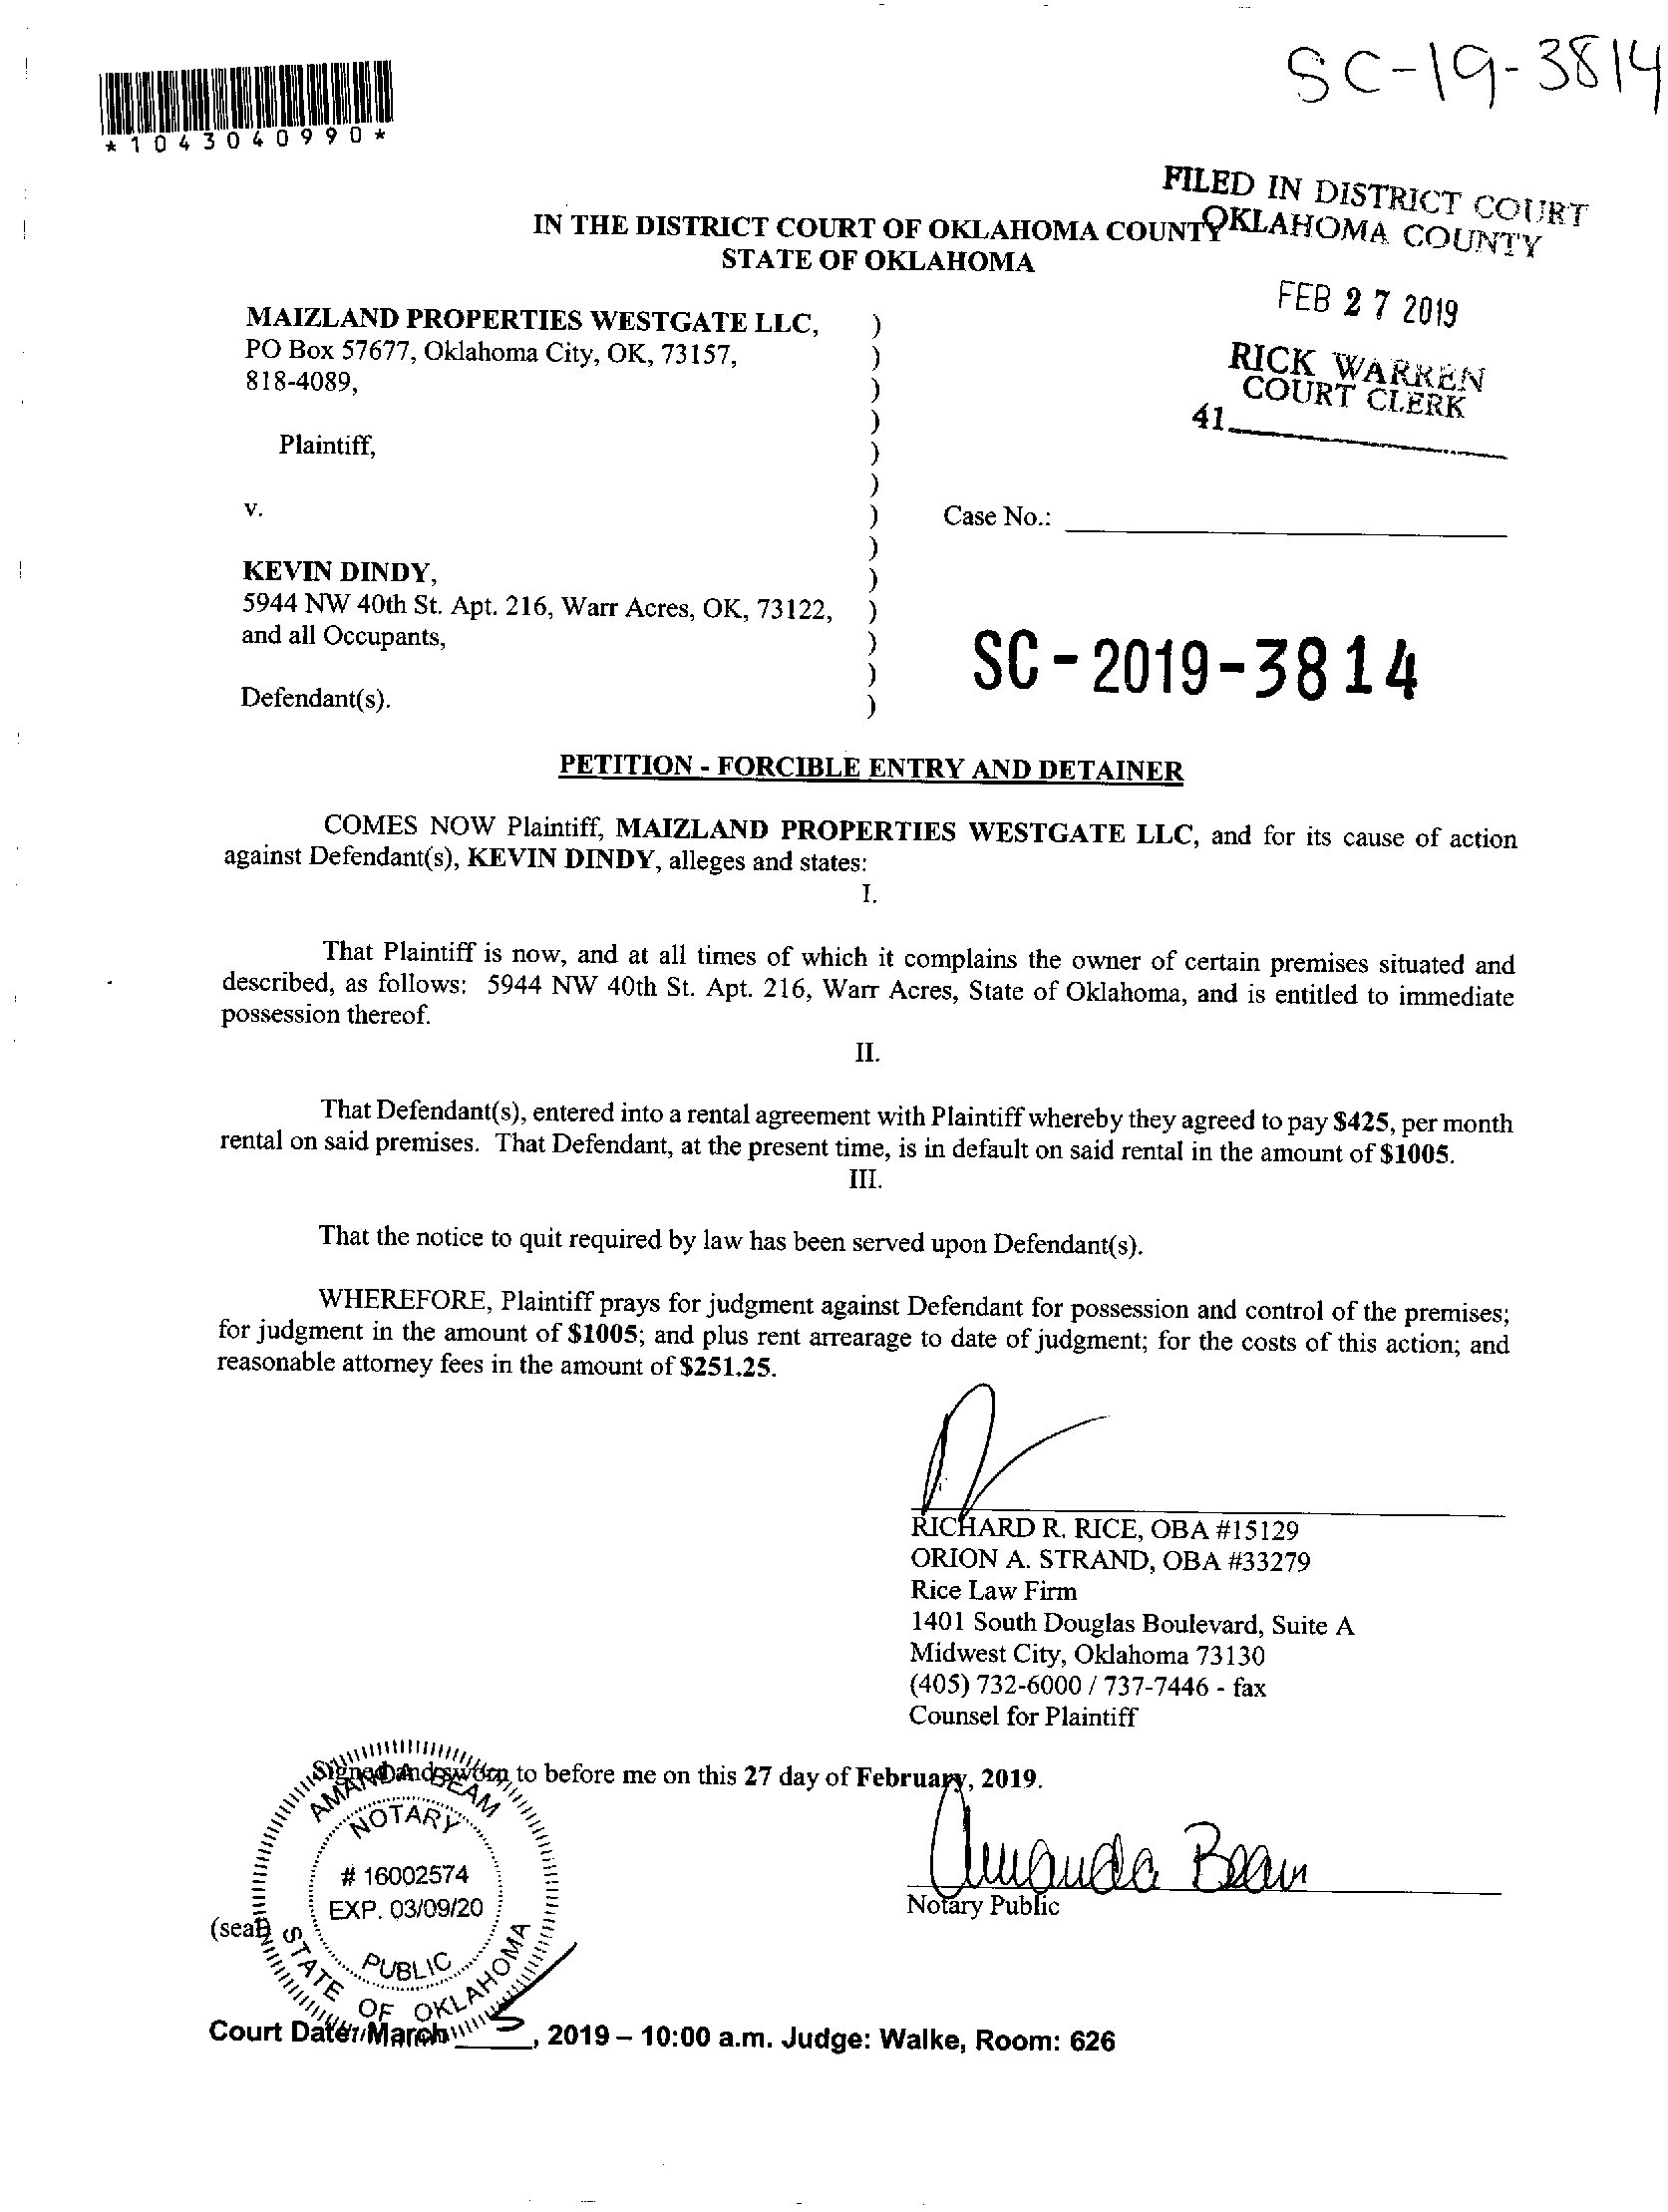 SC-19-3814
*1043040990*
FILED IN DISTRICT COURT
OKLAHOMA COUNTY
IN THE DISTRICT COURT OF OKLAHOMA COUNTY
STATE OF OKLAHOMA
FEB 27 2019
RICK WARREN
COURT CLERK
41
MAIZLAND PROPERTIES WESTGATE LLC, )
PO Box 57677, Oklahoma City, OK, 73157, )
818-4089, )
)
Plaintiff, )
)
v. ) Case No.:
)
KEVIN DINDY, )
5944 NW 40th St. Apt. 216, Warr Acres, OK, 73122, )
and all Occupants, )
)
Defendant(s). )
SC-2019-3814
PETITION - FORCIBLE ENTRY AND DETAINER
COMES NOW Plaintiff, MAIZLAND PROPERTIES WESTGATE LLC, and for its cause of action
against Defendant(s), KEVIN DINDY, alleges and states:
I.
That Plaintiff is now, and at all times of which it complains the owner of certain premises situated and
described, as follows: 5944 NW 40th St. Apt. 216, Warr Acres, State of Oklahoma, and is entitled to immediate
possession thereof.
II.
That Defendant(s), entered into a rental agreement with Plaintiff whereby they agreed to pay $425, per month
rental on said premises. That Defendant, at the present time, is in default on said rental in the amount of $1005.
III.
That the notice to quit required by law has been served upon Defendant(s).
WHEREFORE, Plaintiff prays for judgment against Defendant for possession and control of the premises;
for judgment in the amount of $1005; and plus rent arrearage to date of judgment; for the costs of this action; and
reasonable attorney fees in the amount of $251.25.
RICHARD R. RICE, OBA #15129
ORION A. STRAND, OBA #33279
Rice Law Firm
1401 South Douglas Boulevard, Suite A
Midwest City, Oklahoma 73130
(405) 732-6000 / 737-7446 - fax
Counsel for Plaintiff
Signed and sworn to before me on this 27 day of February, 2019.
AMANDA BEAM
NOTARY
# 16002574
EXP. 03/09/20
PUBLIC
STATE OF OKLAHOMA
Amanda Beam
Notary Public
(seal)
Court Date: March , 2019 – 10:00 a.m. Judge: Walke, Room: 626